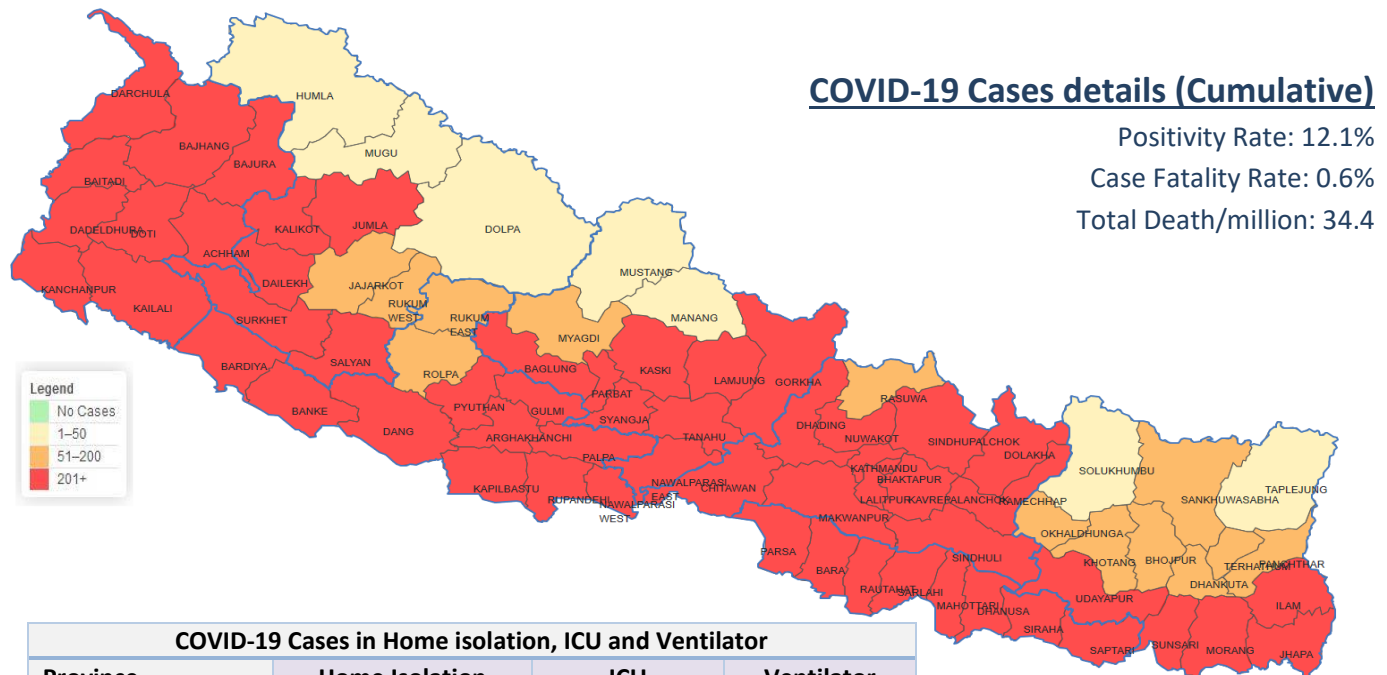 COVID-19 Cases details (Cumulative)
Positivity Rate: 12.1%
Case Fatality Rate: 0.6%
Total Death/million: 34.4
DARCHULA
HUMLA
BAJHANG
MUGU
BAJURA
BAITADI
DADELDHURA
DOTI
KALIKOT
JUMLA
DOLPA
ACHHAM
MUSTANG
DAILEKH
JAJARKOT
KANCHANPUR
KAILALI
RUKUM
WEST
RUKUM
EAST
MANANG
SURKHET
MYAGDI
BARDIYA
SALYAN
ROLPA
BAGLUNG
KASKI
LAMJUNG
GORKHA
PARBAT
RASUWA
BANKE
PYUTHAN
GULMI
SYANGJA
DHADING
DANG
ARGHAKHANCHI
TANAHU
NUWAKOT
SINDHUPALCHOK
DOLAKHA
PALPA
KATHMANDU
BHAKTAPUR
SOLUKHUMBU
TAPLEJUNG
KAPILBASTU
RUPANDEHI
NAWALPARASI
EAST
CHITAWAN
LALITPUR
KAVREPALANCHOK
RAMECHHAP
SANKHUWASABHA
NAWALPARASI
WEST
MAKWANPUR
OKHALDHUNGA
PARSA
SINDHULI
KHOTANG
BHOJPUR
TERHATHUM
PANCHTHAR
BARA
DHANKUTA
RAUTAHAT
SARLAHI
MAHOTTARI
DHANUSA
UDAYAPUR
ILAM
SIRAHA
SAPTARI
SUNSARI
MORANG
JHAPA
Legend
No Cases
1–50
51–200
201+
COVID-19 Cases in Home isolation, ICU and Ventilator
Province Home Isolation ICU Ventilator